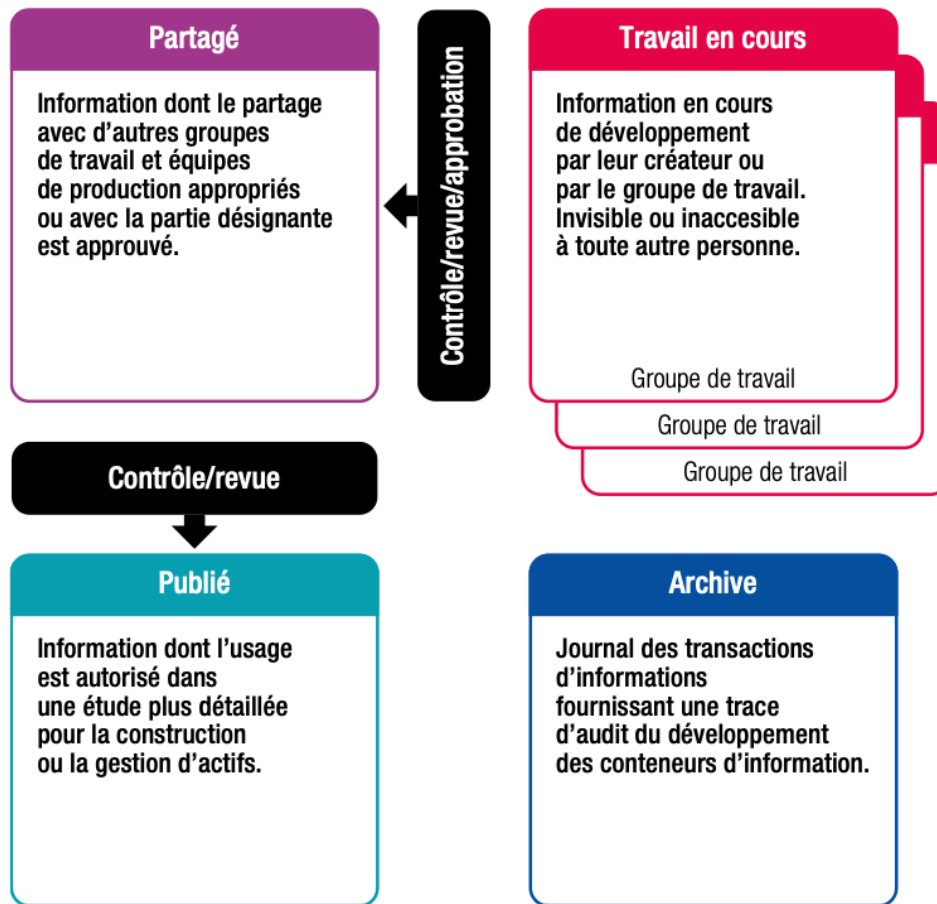 Partagé
Information dont le partage
avec d'autres groupes
de travail et équipes
de production appropriés
ou avec la partie désignante
est approuvé.
Contrôle/revue/approbation
Travail en cours
Information en cours
de développement
par leur créateur ou
par le groupe de travail.
Invisible ou inaccesible
à toute autre personne.
Groupe de travail
Groupe de travail
Groupe de travail
Contrôle/revue
Publié
Information dont l'usage
est autorisé dans
une étude plus détaillée
pour la construction
ou la gestion d'actifs.
Archive
Journal des transactions
d'informations
fournissant une trace
d'audit du développement
des conteneurs d'information.